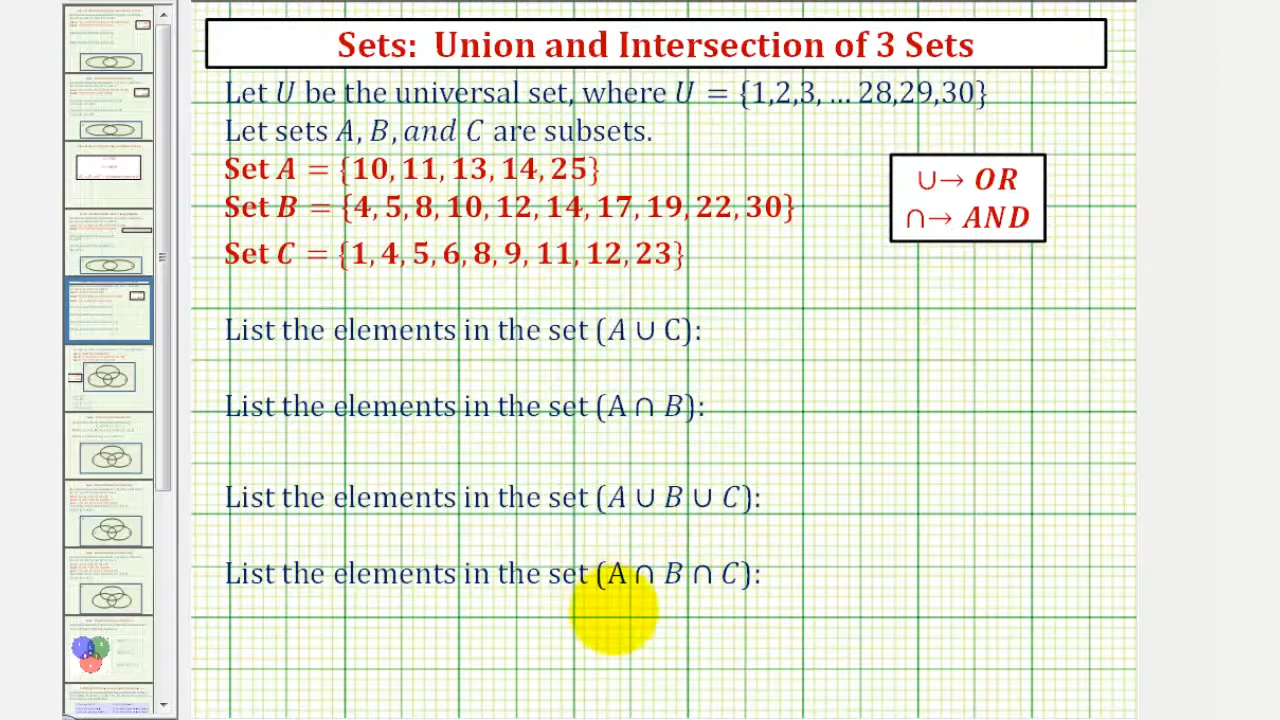 Sets: Union and Intersection of 3 Sets
Let U be the universal set, where U = {1,2,3, … 28,29,30}
Let sets A, B, and C are subsets.
Set A = {10, 11, 13, 14, 25}
Set B = {4, 5, 8, 10, 12, 14, 17, 19, 22, 30}
Set C = {1, 4, 5, 6, 8, 9, 11, 12, 23}
∪→ OR
∩→ AND
List the elements in the set (A ∪ C):
List the elements in the set (A ∩ B):
List the elements in the set (A ∪ B ∪ C):
List the elements in the set (A ∩ B ∩ C):